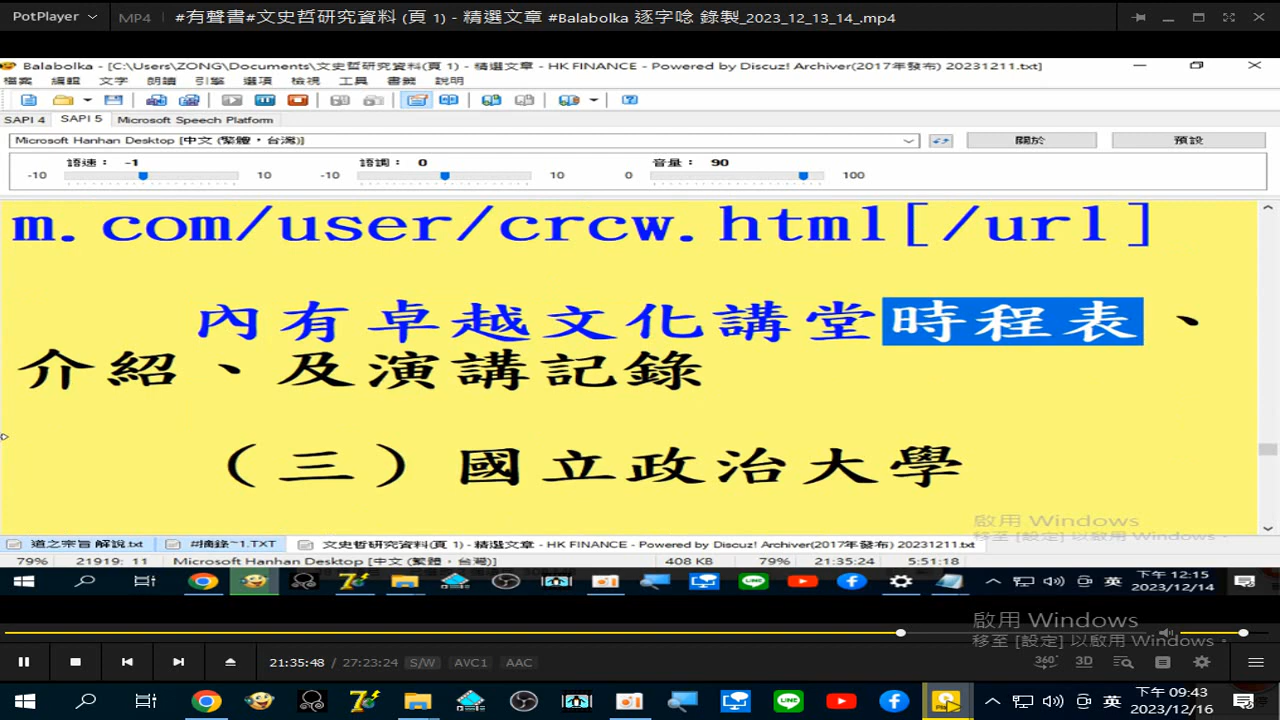 PotPlayer MP4 #有聲書#文史哲研究資料 (頁 1) - 精選文章 #Balabolka 逐字唸 錄製_2023_12_13_14_.mp4
Balabolka - [C:\Users\ZONG\Documents\文史哲研究資料(頁 1) - 精選文章 - HK FINANCE - Powered by Discuz! Archiver(2017年發布) 20231211.txt]
檔案 編輯 文字 朗讀 引擎 選項 檢視 工具 書籤 說明
SAPI 4 SAPI 5 Microsoft Speech Platform
Microsoft Hanhan Desktop [中文 (繁體，台灣)] 關於 預設
語速： -1 語調： 0 音量： 90
-10 10 -10 10 0 100
m. com/user/crcw. html[/url]
內有卓越文化講堂時程表、
介紹、及演講記錄
（三）國立政治大學
啟用 Windows
移至 [設定] 以啟用 Windows。
道之宗旨 解說.txt #摘錄~1.TXT 文史哲研究資料(頁 1) - 精選文章 - HK FINANCE - Powered by Discuz! Archiver(2017年發布) 20231211.txt
79% 21919: 11 Microsoft Hanhan Desktop [中文 (繁體，台灣)] 408 KB 79% 21:35:24 5:51:18
英 下午 12:15
2023/12/14
啟用 Windows
移至 [設定] 以啟用 Windows。
21:35:48 / 27:23:24 S/W AVC1 AAC 360° 3D
英 下午 09:43
2023/12/16